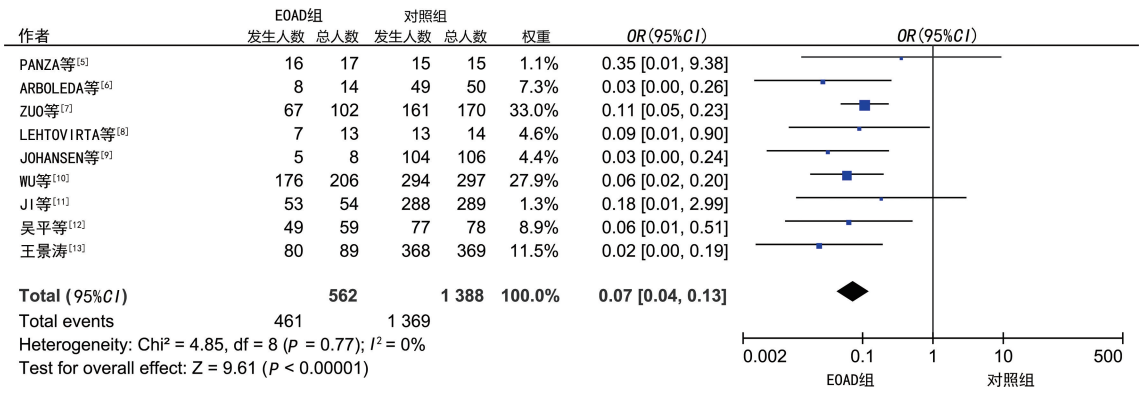 EOAD组 对照组
作者 发生人数 总人数 发生人数 总人数 权重 OR(95%CI) OR(95%CI)
PANZA等[5] 16 17 15 15 1.1% 0.35 [0.01, 9.38]
ARBOLEDA等[6] 8 14 49 50 7.3% 0.03 [0.00, 0.26]
ZUO等[7] 67 102 161 170 33.0% 0.11 [0.05, 0.23]
LEHTOVIRTA等[8] 7 13 13 14 4.6% 0.09 [0.01, 0.90]
JOHANSEN等[9] 5 8 104 106 4.4% 0.03 [0.00, 0.24]
WU等[10] 176 206 294 297 27.9% 0.06 [0.02, 0.20]
JI等[11] 53 54 288 289 1.3% 0.18 [0.01, 2.99]
吴平等[12] 49 59 77 78 8.9% 0.06 [0.01, 0.51]
王景涛[13] 80 89 368 369 11.5% 0.02 [0.00, 0.19]
Total (95%CI) 562 1 388 100.0% 0.07 [0.04, 0.13]
Total events 461 1 369
Heterogeneity: Chi² = 4.85, df = 8 (P = 0.77); I² = 0%
Test for overall effect: Z = 9.61 (P < 0.00001)
0.002 0.1 1 10 500
EOAD组 对照组